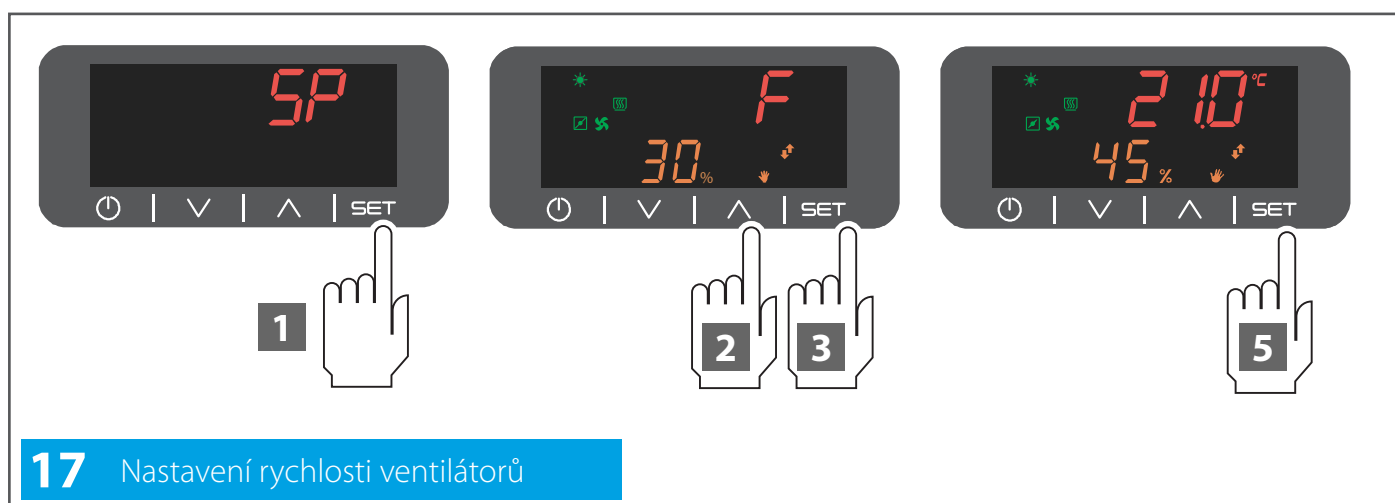 SP
SET
1
F
30 %
SET
2 3
21.0 °C
45 %
SET
5
17 Nastavení rychlosti ventilátorů